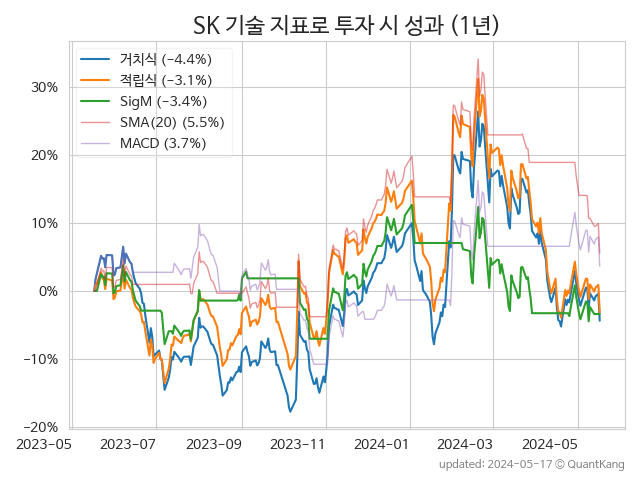 SK 기술 지표로 투자 시 성과 (1년)
거치식 (−4.4%)
적립식 (−3.1%)
SigM (−3.4%)
SMA(20) (5.5%)
MACD (3.7%)
30%
20%
10%
0%
−10%
−20%
2023-05 2023-07 2023-09 2023-11 2024-01 2024-03 2024-05
updated: 2024-05-17 © QuantKang